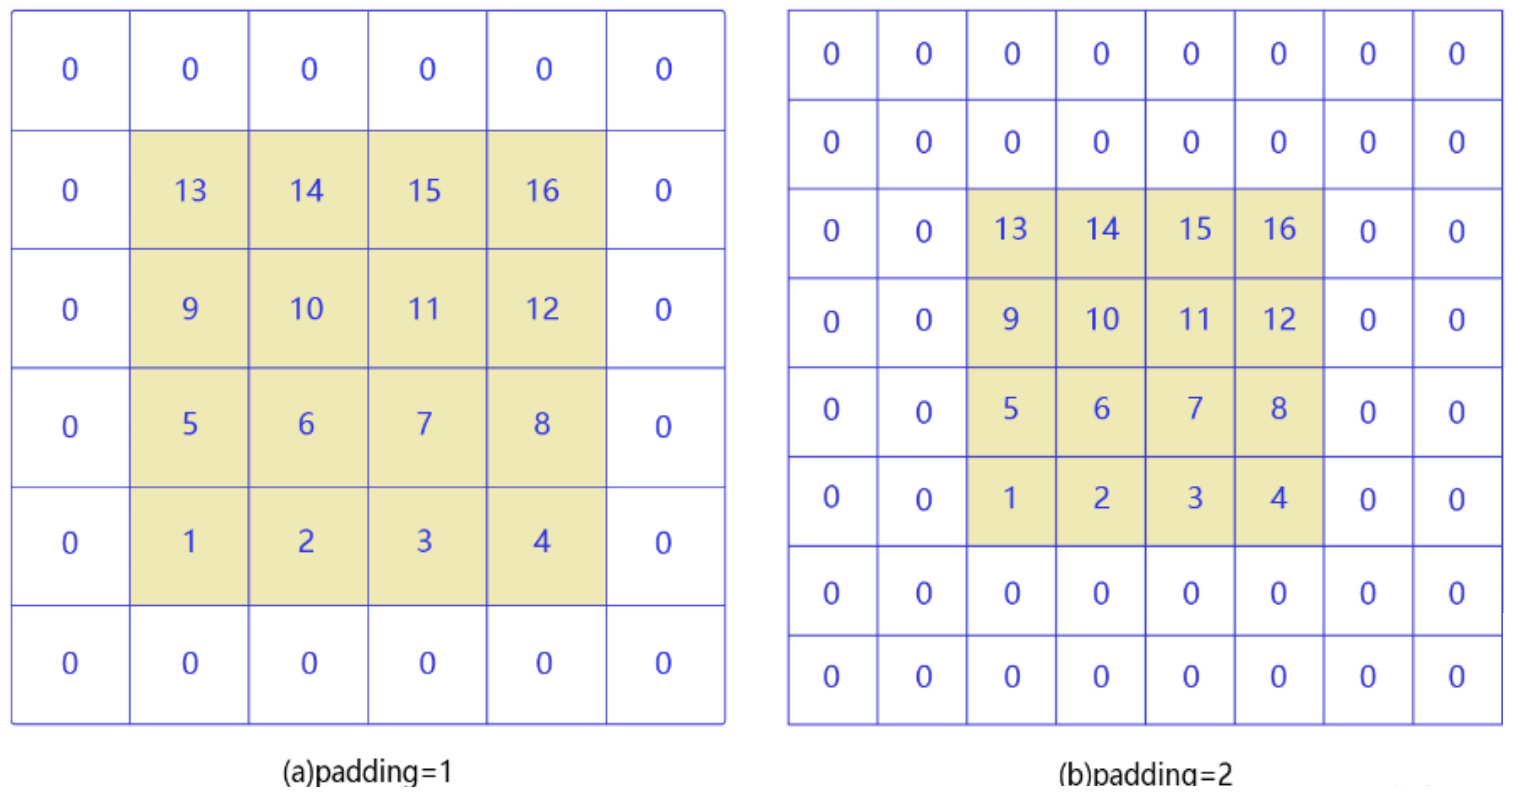 0 0 0 0 0 0
0 13 14 15 16 0
0 9 10 11 12 0
0 5 6 7 8 0
0 1 2 3 4 0
0 0 0 0 0 0
(a)padding=1
0 0 0 0 0 0 0 0
0 0 0 0 0 0 0 0
0 0 13 14 15 16 0 0
0 0 9 10 11 12 0 0
0 0 5 6 7 8 0 0
0 0 1 2 3 4 0 0
0 0 0 0 0 0 0 0
0 0 0 0 0 0 0 0
(b)padding=2